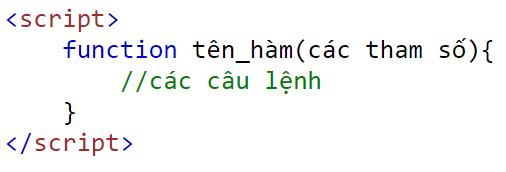 <script>
function tên_hàm(các tham số){
//các câu lệnh
}
</script>